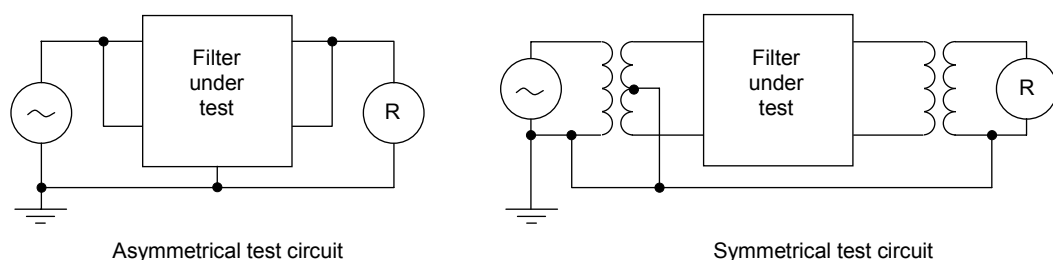 Filter
under
test
R
Asymmetrical test circuit
Filter
under
test
R
Symmetrical test circuit